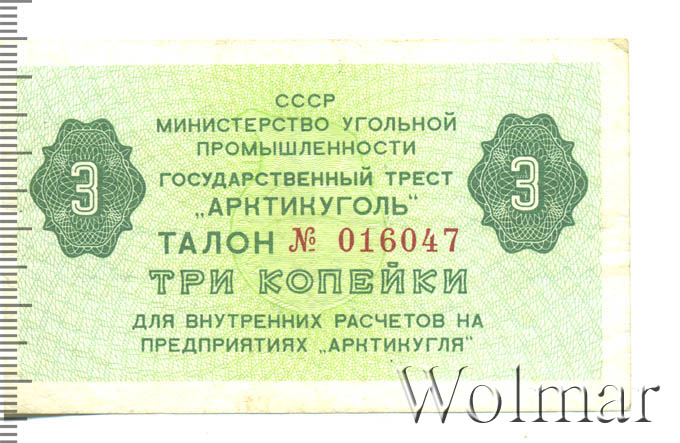 СССР
МИНИСТЕРСТВО УГОЛЬНОЙ
ПРОМЫШЛЕННОСТИ
ГОСУДАРСТВЕННЫЙ ТРЕСТ
„АРКТИКУГОЛЬ"
ТАЛОН № 016047
ТРИ КОПЕЙКИ
ДЛЯ ВНУТРЕННИХ РАСЧЕТОВ НА
ПРЕДПРИЯТИЯХ „АРКТИКУГЛЯ"
3
3
Wolmar